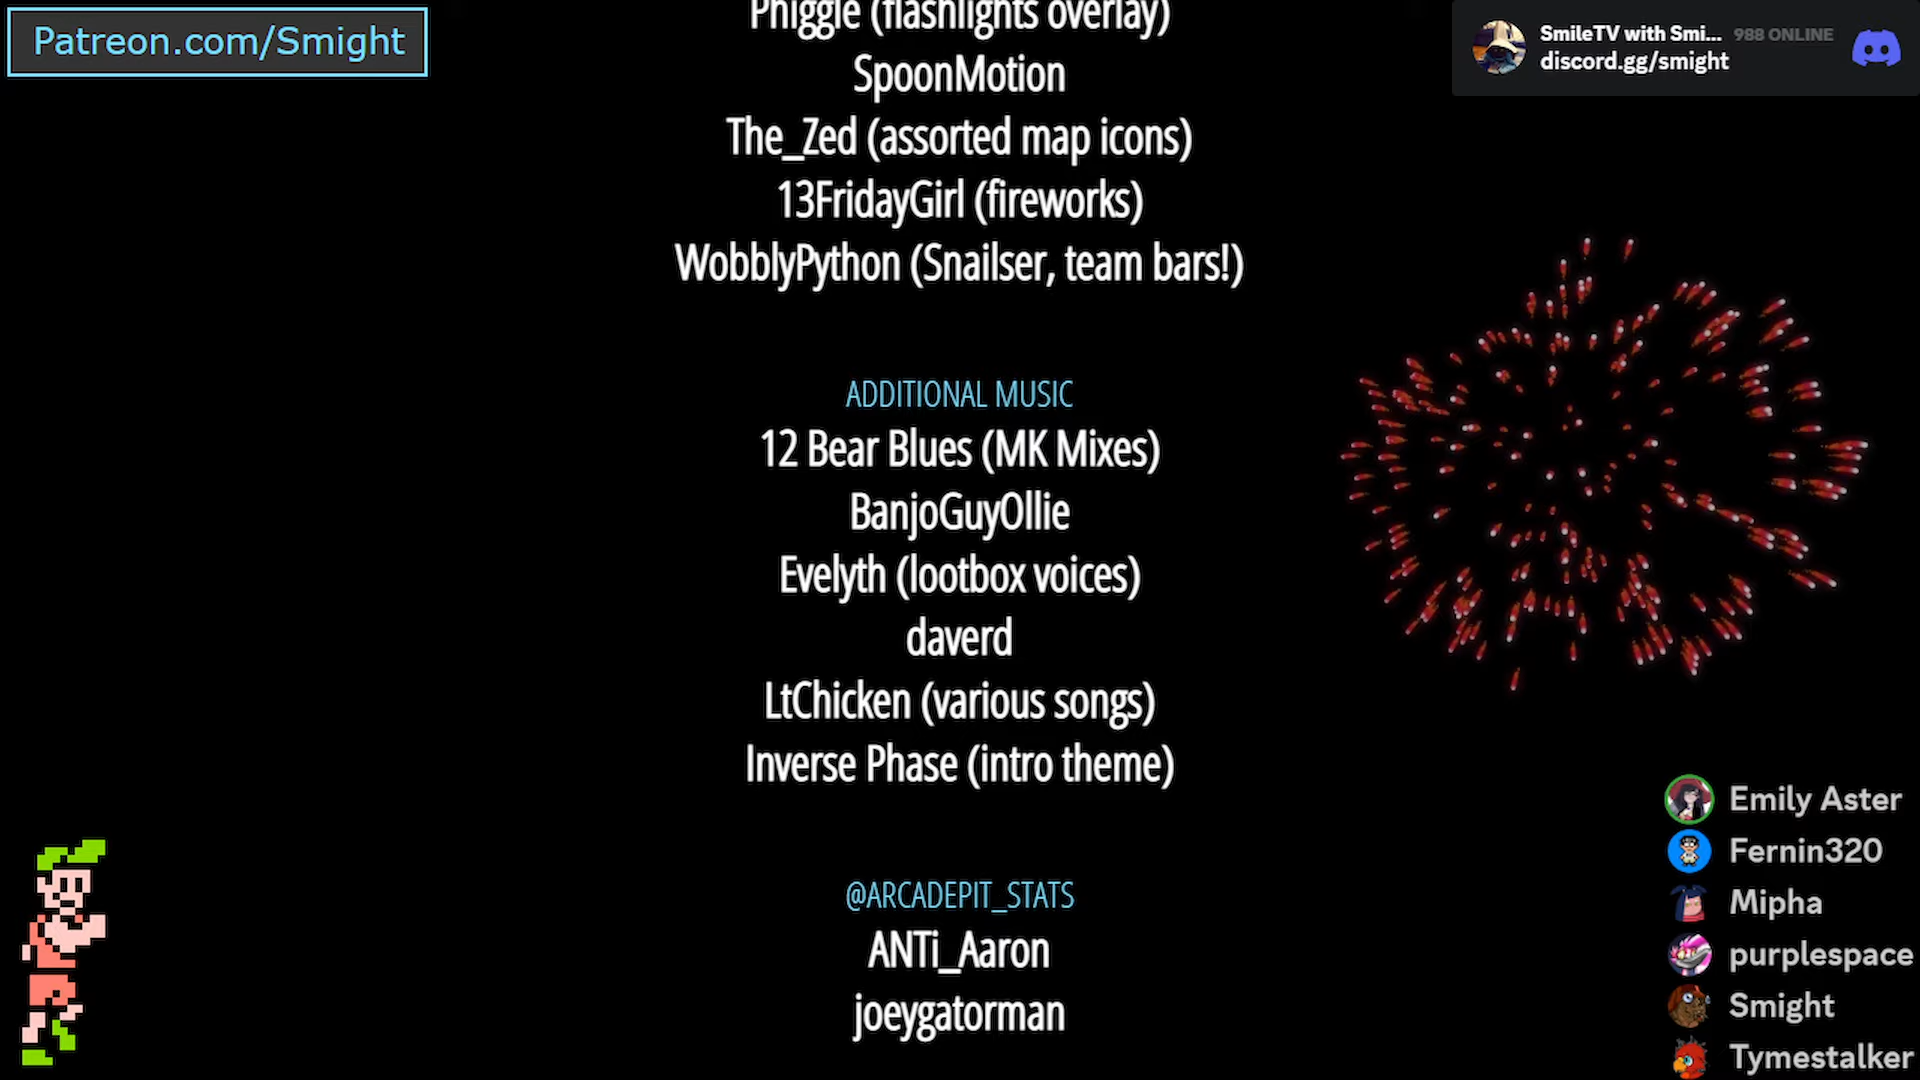 Patreon.com/Smight
SmileTV with Smi... 988 ONLINE
discord.gg/smight
Phiggle (flashlights overlay)
SpoonMotion
The_Zed (assorted map icons)
13FridayGirl (fireworks)
WobblyPython (Snailser, team bars!)
ADDITIONAL MUSIC
12 Bear Blues (MK Mixes)
BanjoGuyOllie
Evelyth (lootbox voices)
daverd
LtChicken (various songs)
Inverse Phase (intro theme)
@ARCADEPIT_STATS
ANTi_Aaron
joeygatorman
Emily Aster
Fernin320
Mipha
purplespace
Smight
Tymestalker